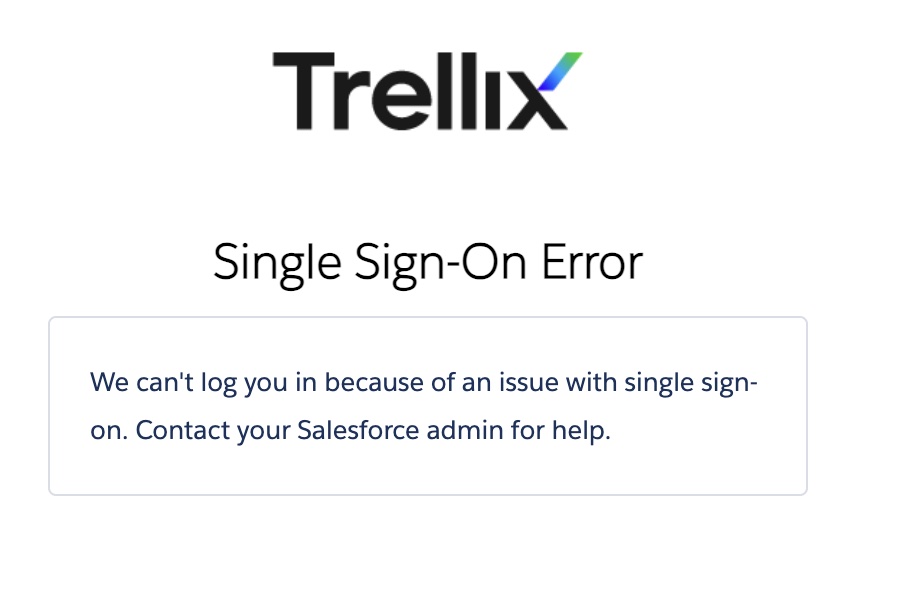 Trellix
Single Sign-On Error
We can't log you in because of an issue with single sign-
on. Contact your Salesforce admin for help.